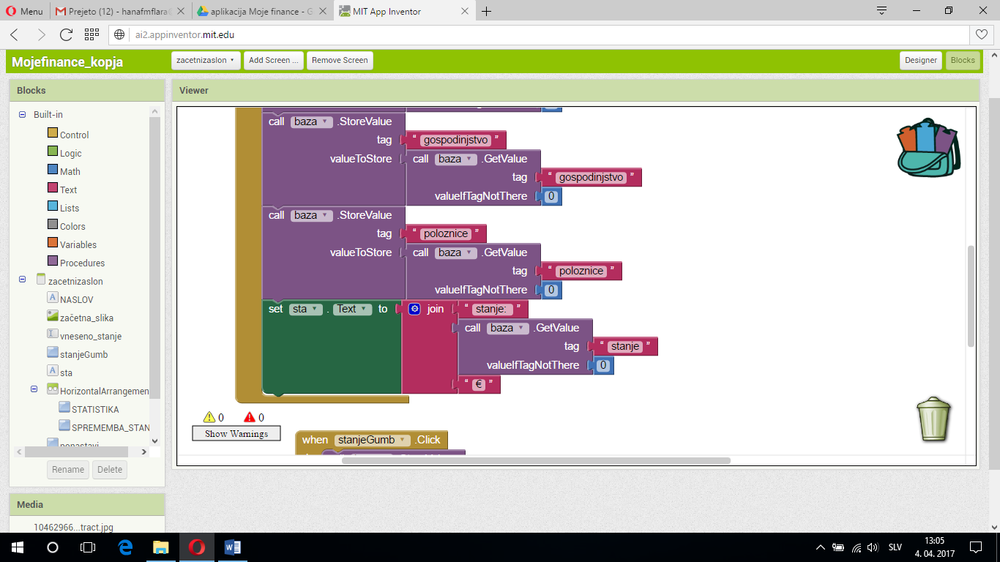 Menu
Prejeto (12) - hanafmflara
aplikacija Moje finance - G
MIT App Inventor
ai2.appinventor.mit.edu
Mojefinance_kopja
zacetnizaslon
Add Screen ...
Remove Screen
Designer
Blocks
Blocks
Viewer
Built-in
Control
Logic
Math
Text
Lists
Colors
Variables
Procedures
zacetnizaslon
NASLOV
začetna_slika
vneseno_stanje
stanjeGumb
sta
HorizontalArrangemen
STATISTIKA
SPREMEMBA_STAN
ponastavi
Rename
Delete
Media
10462966...tract.jpg
call baza .StoreValue
tag " gospodinjstvo "
valueToStore call baza .GetValue
tag " gospodinjstvo "
valueIfTagNotThere 0
call baza .StoreValue
tag " poloznice "
valueToStore call baza .GetValue
tag " poloznice "
valueIfTagNotThere 0
set sta . Text to join " stanje: "
call baza .GetValue
tag " stanje "
valueIfTagNotThere 0
" € "
0 0
Show Warnings
when stanjeGumb .Click
SLV
13:05
4. 04. 2017